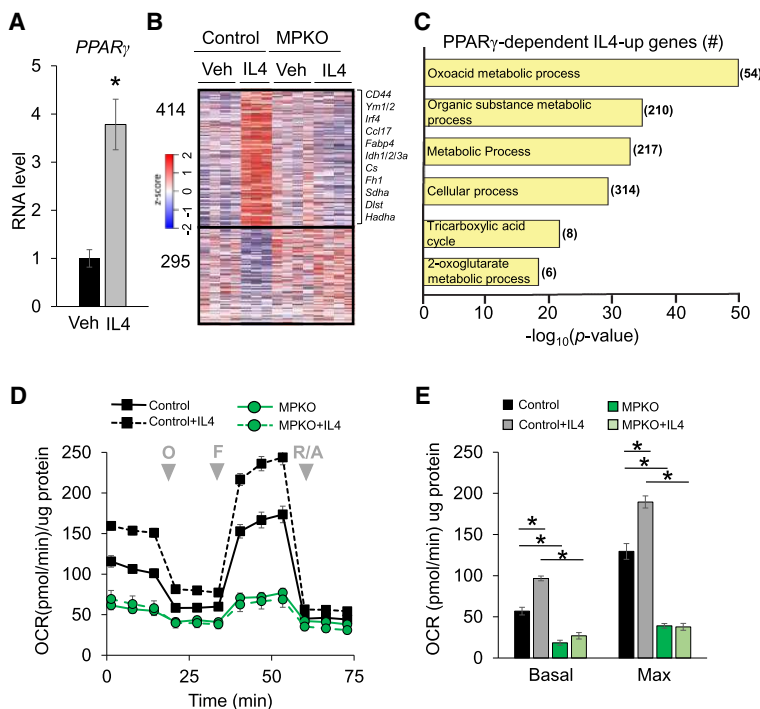 A
PPARγ
RNA level
5
4
3
2
1
0
*
Veh IL4
B
Control MPKO
Veh IL4 Veh IL4
414
295
z-score
2
1
0
-1
-2
CD44
Ym1/2
Irf4
Ccl17
Fabp4
Idh1/2/3a
Cs
Fh1
Sdha
Dlst
Hadha
C
PPARγ-dependent IL4-up genes (#)
Oxoacid metabolic process (54)
Organic substance metabolic
process (210)
Metabolic Process (217)
Cellular process (314)
Tricarboxylic acid
cycle (8)
2-oxoglutarate
metabolic process (6)
0 10 20 30 40 50
-log10(p-value)
D
Control
Control+IL4
MPKO
MPKO+IL4
OCR(pmol/min)/ug protein
250
200
150
100
50
0
O F R/A
0 25 50 75
Time (min)
E
Control
Control+IL4
MPKO
MPKO+IL4
OCR (pmol/min) ug protein
250
200
150
100
50
0
* * *
* * *
Basal Max